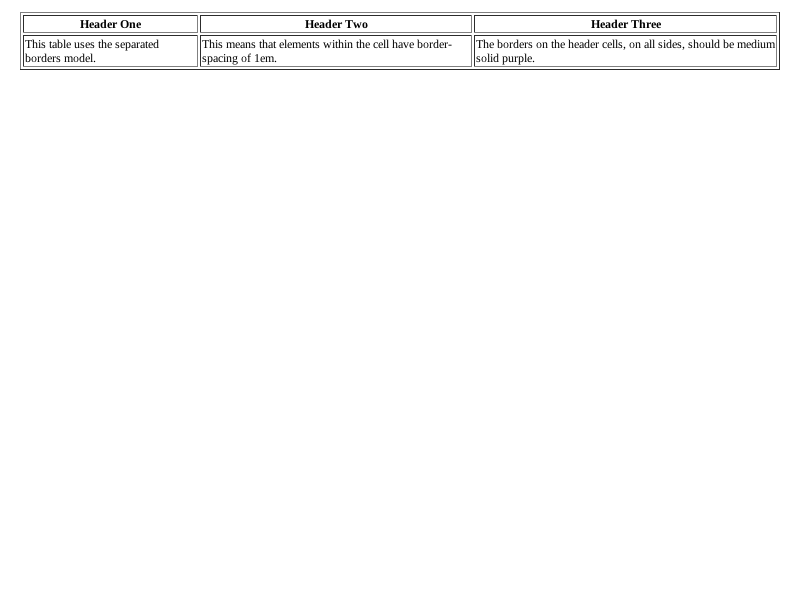 Header One
Header Two
Header Three
This table uses the separated
borders model.
This means that elements within the cell have border-
spacing of 1em.
The borders on the header cells, on all sides, should be medium
solid purple.